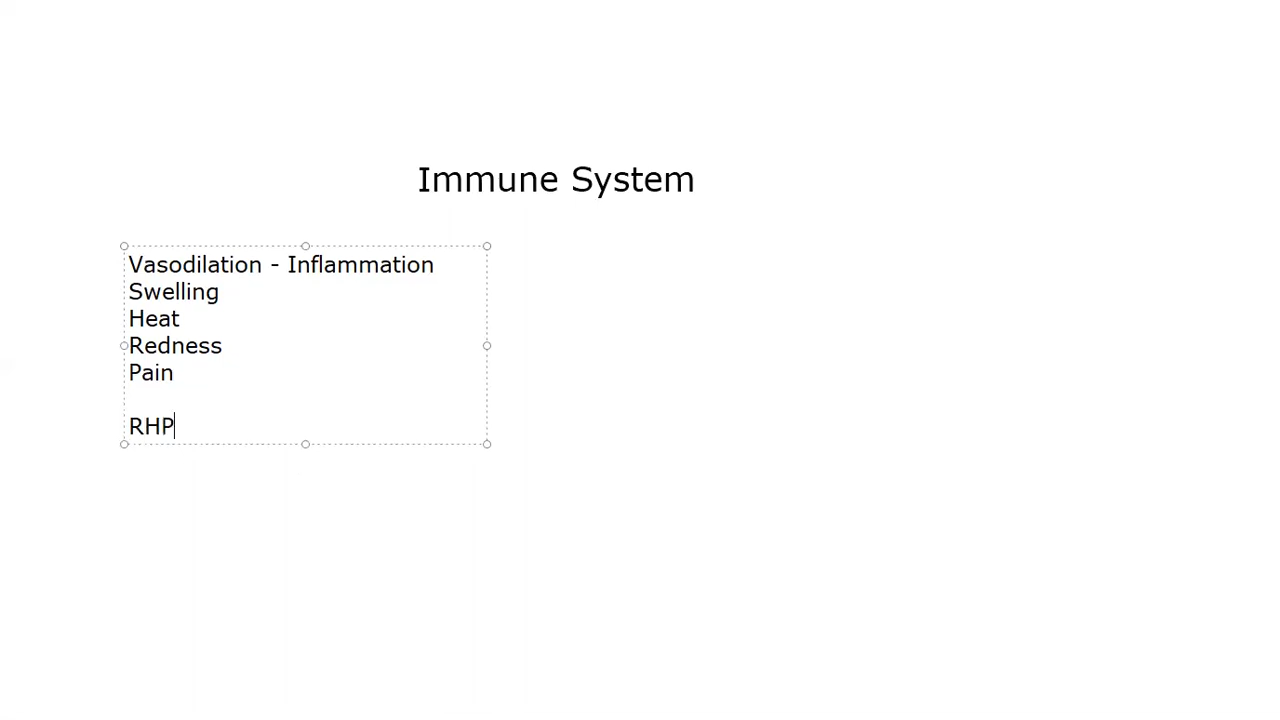 Immune System
Vasodilation - Inflammation
Swelling
Heat
Redness
Pain
RHP